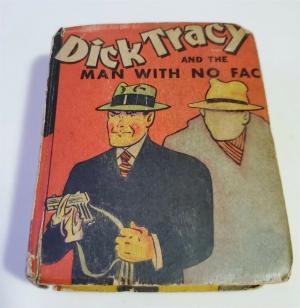 DICK TRACY
AND THE
MAN WITH NO FAC